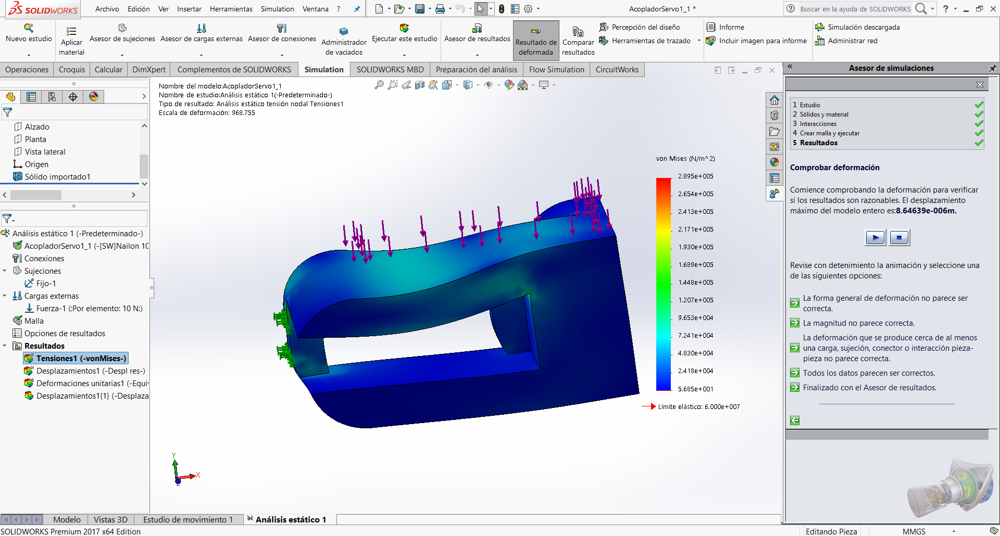 SOLIDWORKS
Archivo Edición Ver Insertar Herramientas Simulation Ventana ?
AcopladorServo1_1 *
Buscar en la ayuda de SOLIDWORKS
?
Nuevo estudio
Aplicar
material
Asesor de sujeciones
Asesor de cargas externas
Asesor de conexiones
Administrador
de vaciados
Ejecutar este estudio
Asesor de resultados
Resultado de
deformada
Comparar
resultados
Percepción del diseño
Herramientas de trazado
Informe
Incluir imagen para informe
Simulación descargada
Administrar red
Operaciones Croquis Calcular DimXpert Complementos de SOLIDWORKS Simulation SOLIDWORKS MBD Preparación del análisis Flow Simulation CircuitWorks
Alzado
Planta
Vista lateral
Origen
Sólido importado1
Análisis estático 1 (-Predeterminado-)
AcopladorServo1_1 (-[SW]Nailon 10
Conexiones
Sujeciones
Fijo-1
Cargas externas
Fuerza-1 (:Por elemento: 10 N:)
Malla
Opciones de resultados
Resultados
Tensiones1 (-vonMises-)
Desplazamientos1 (-Despl res-)
Deformaciones unitarias1 (-Equi
Desplazamientos1{1} (-Desplaza
Nombre del modelo:AcopladorServo1_1
Nombre de estudio:Análisis estático 1(-Predeterminado-)
Tipo de resultado: Análisis estático tensión nodal Tensiones1
Escala de deformación: 968.755
von Mises (N/m^2)
2.895e+005
2.654e+005
2.413e+005
2.171e+005
1.930e+005
1.689e+005
1.448e+005
1.207e+005
9.653e+004
7.241e+004
4.830e+004
2.418e+004
5.685e+001
Límite elástico: 6.000e+007
Y
X
Z
Asesor de simulaciones
1 Estudio
2 Sólidos y material
3 Interacciones
4 Crear malla y ejecutar
5 Resultados
Comprobar deformación
Comience comprobando la deformación para verificar
si los resultados son razonables. El desplazamiento
máximo del modelo entero es:8.64639e-006m.
Revise con detenimiento la animación y seleccione una
de las siguientes opciones:
La forma general de deformación no parece ser
correcta.
La magnitud no parece correcta.
La deformación que se produce cerca de al menos
una carga, sujeción, conector o interacción pieza-
pieza no parece correcta.
Todos los datos parecen ser correctos.
Finalizado con el Asesor de resultados.
Modelo Vistas 3D Estudio de movimiento 1 Análisis estático 1
SOLIDWORKS Premium 2017 x64 Edition
Editando Pieza
MMGS